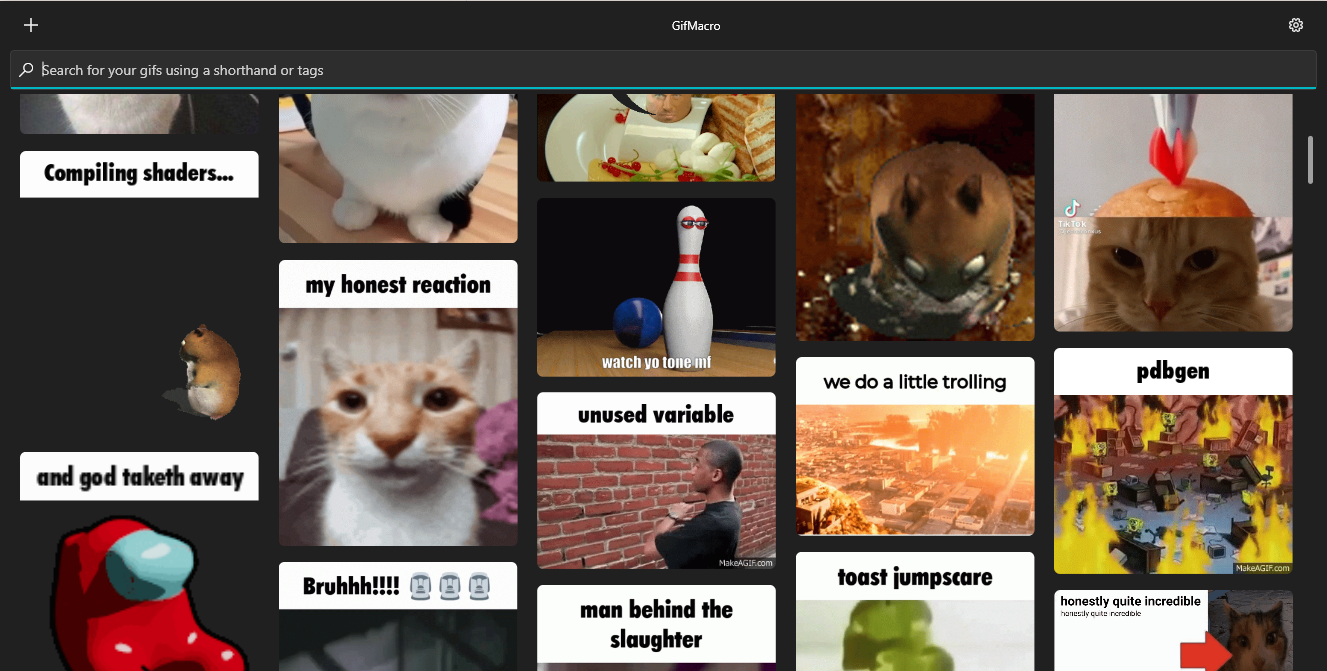 GifMacro
Search for your gifs using a shorthand or tags
Compiling shaders...
and god taketh away
my honest reaction
Bruhhh!!!! 🗿🗿🗿
watch yo tone mf
unused variable
MakeAGIF.com
man behind the
slaughter
we do a little trolling
toast jumpscare
TikTok
pdbgen
MakeAGIF.com
honestly quite incredible
honestly quite incredible